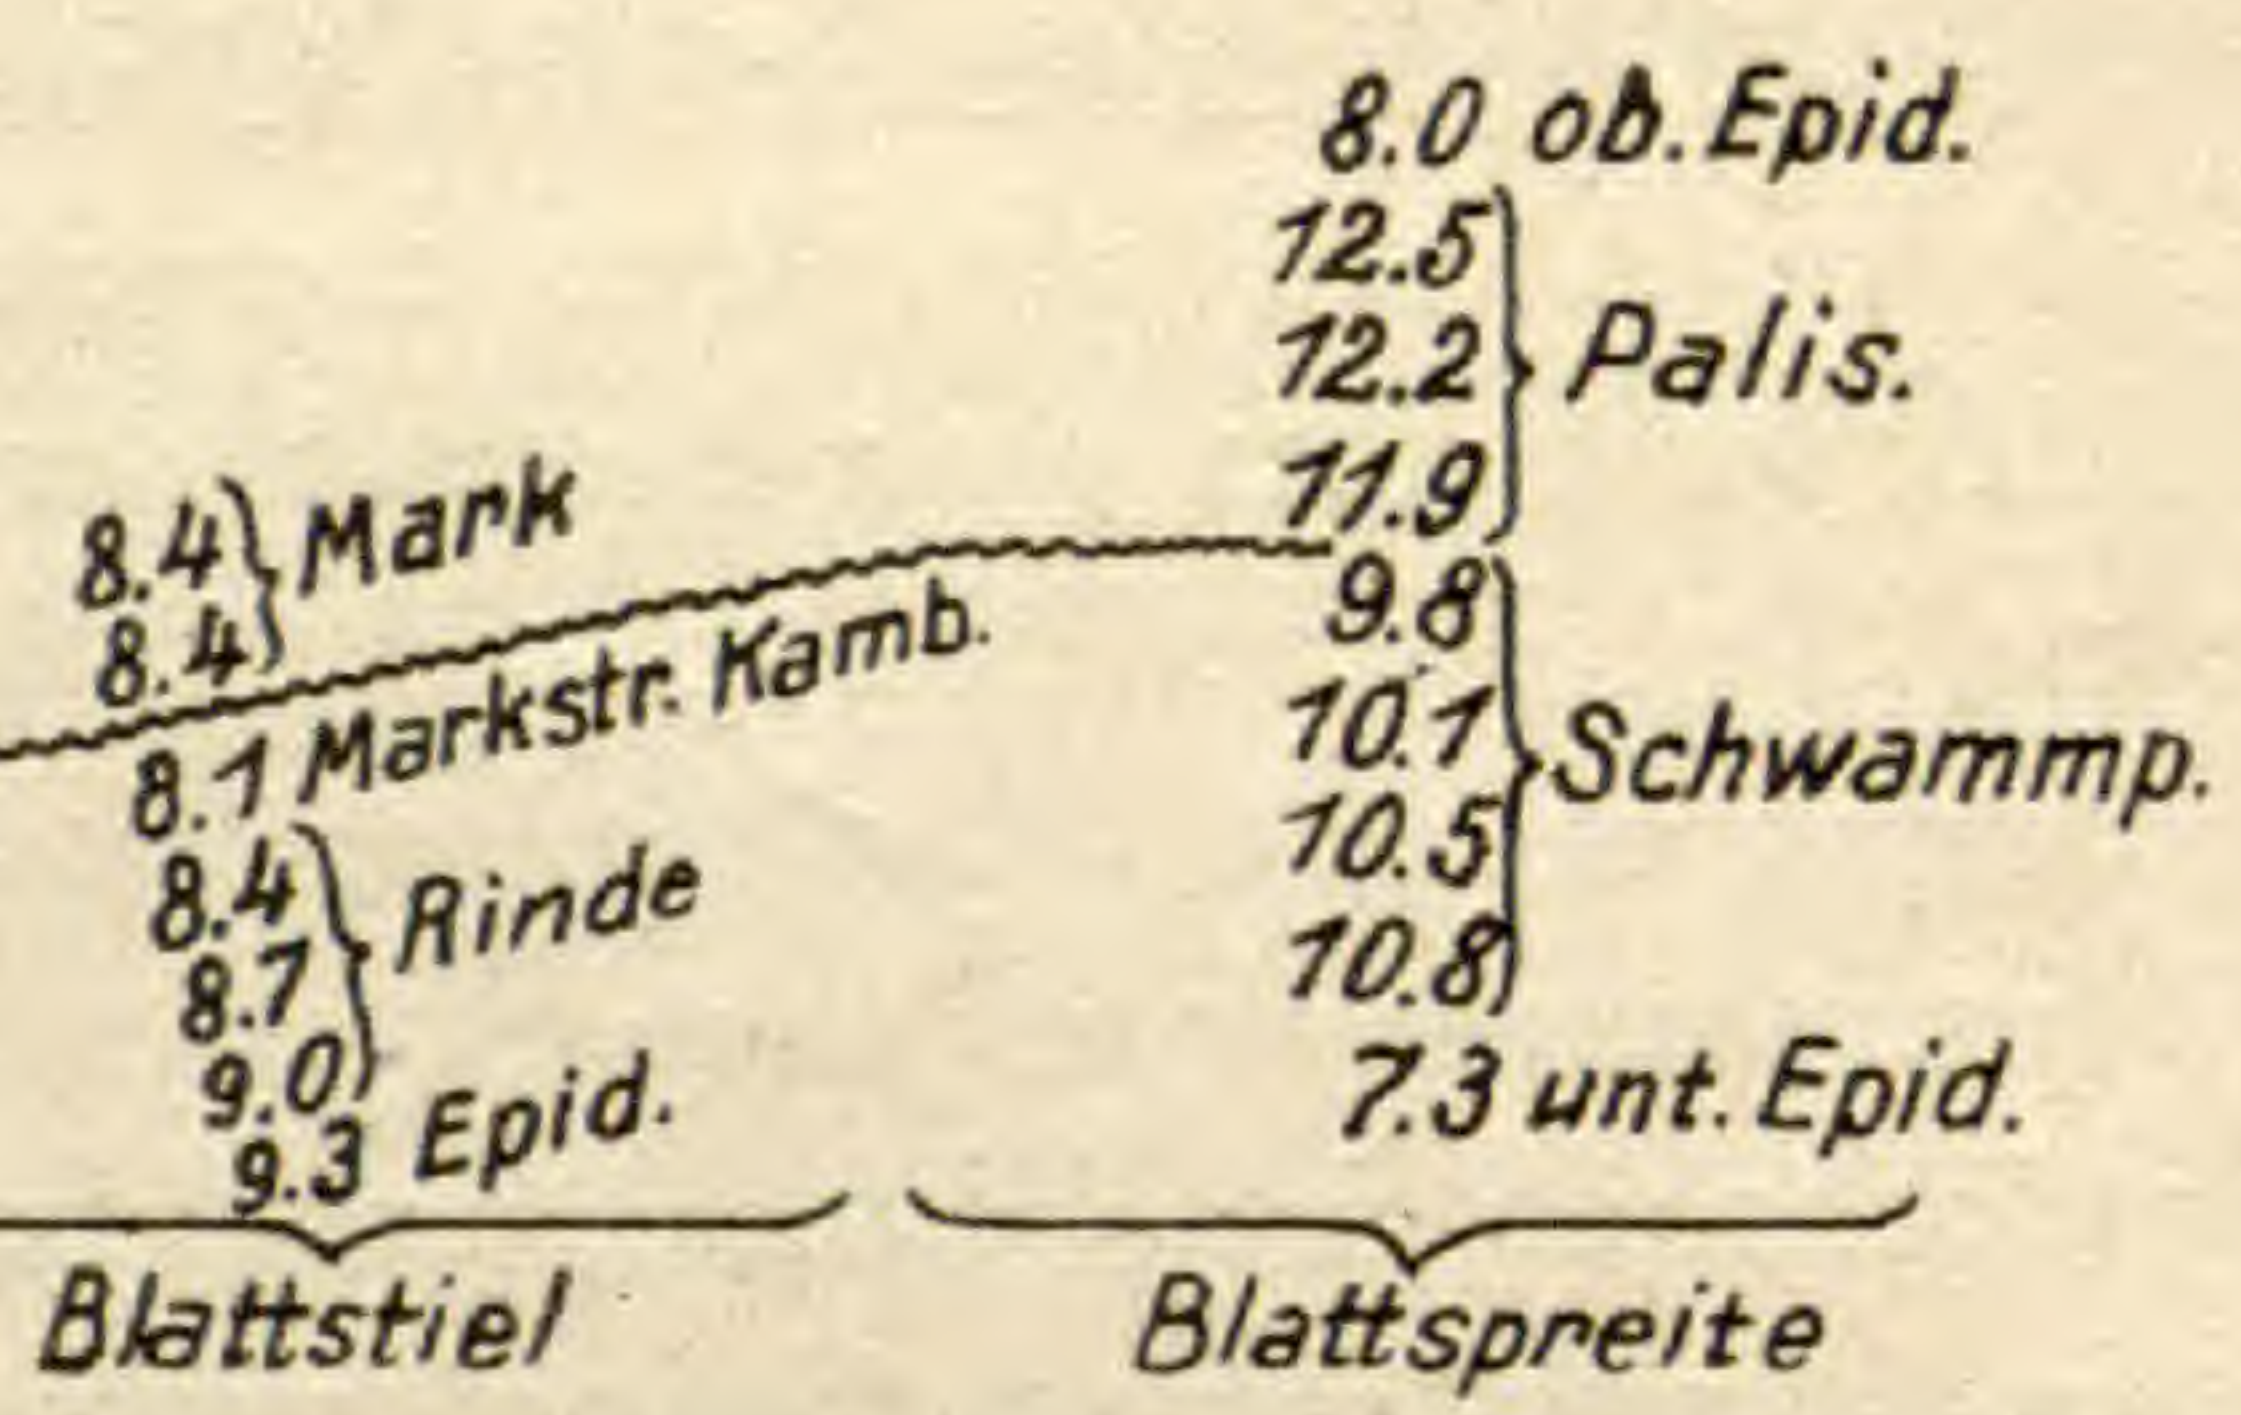 8.0 ob. Epid.
12.5
12.2
Palis.
11.9
8.4
Mark
8.4
9.8
8.1 Markstr. Kamb.
10.1
10.5
Schwammp.
10.8
8.4
8.7
Rinde
9.0
9.3 Epid.
7.3 unt. Epid.
Blattstiel
Blattspreite